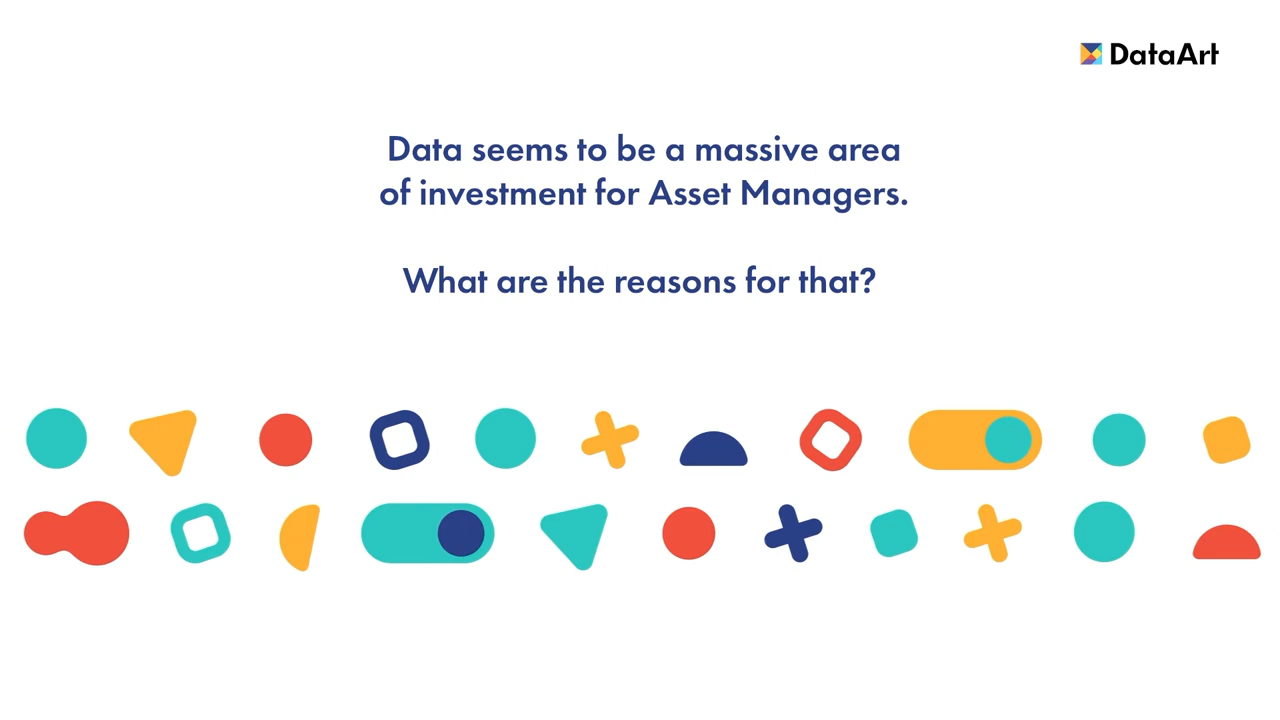 DataArt
Data seems to be a massive area
of investment for Asset Managers.
What are the reasons for that?